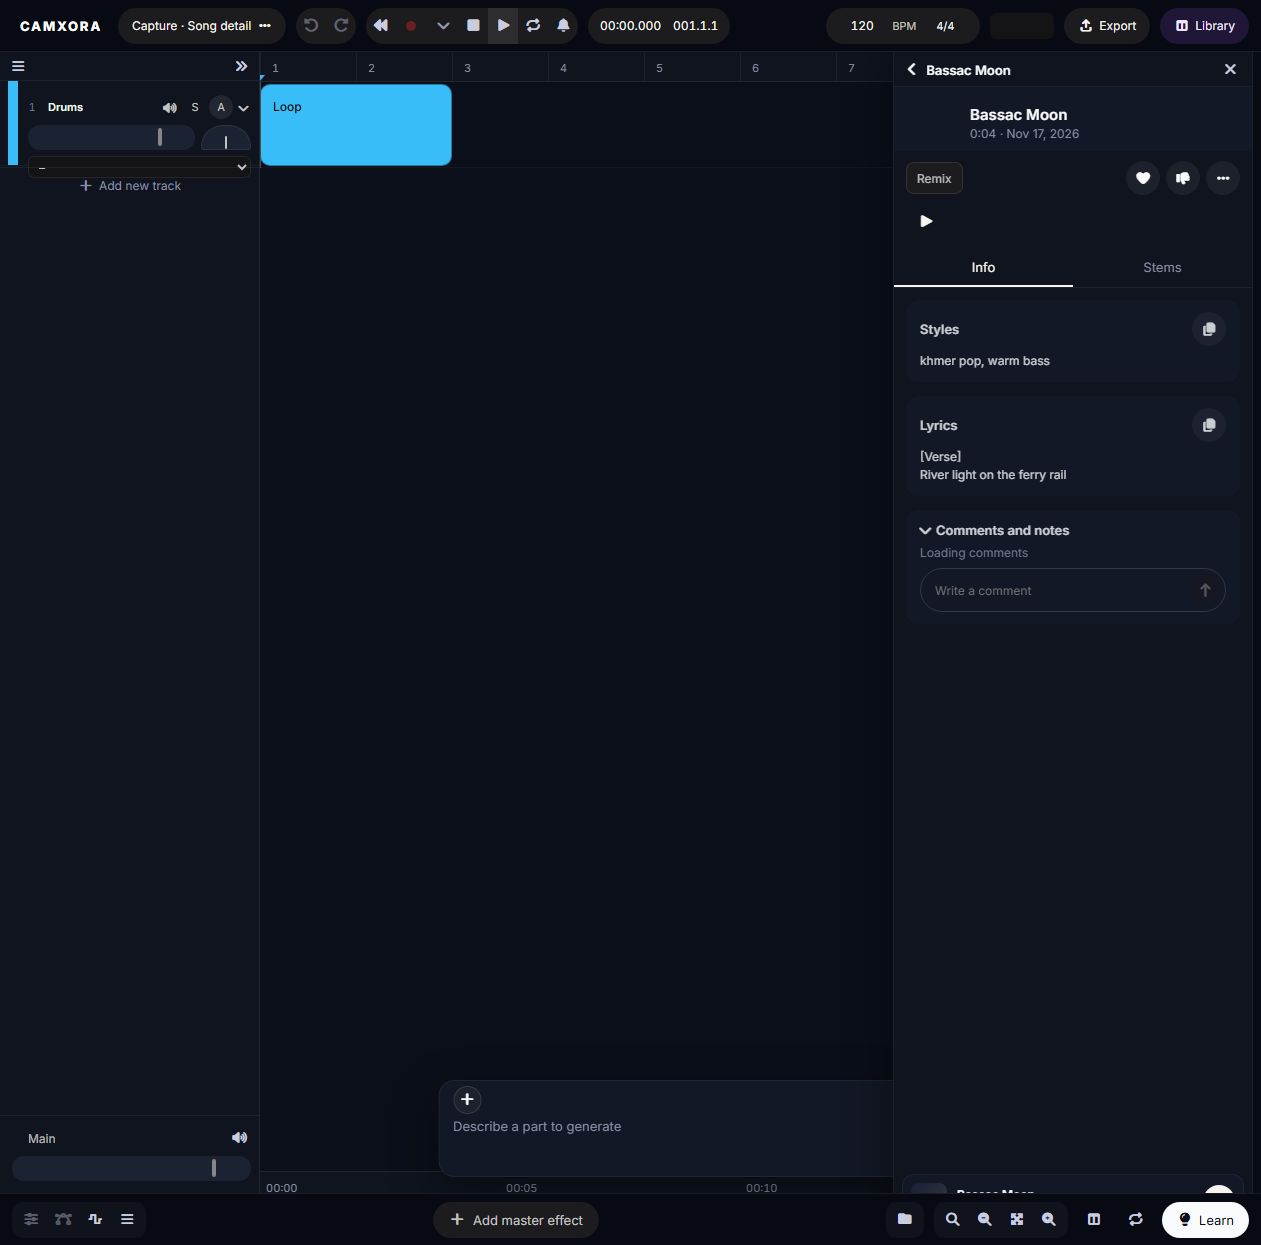 CAMXORA
Capture · Song detail
00:00.000 001.1.1
120 BPM 4/4
Export
Library
1 2 3 4 5 6 7
Bassac Moon
1 Drums S A
Loop
–
Add new track
Bassac Moon
0:04 · Nov 17, 2026
Remix
Info
Stems
Styles
khmer pop, warm bass
Lyrics
[Verse]
River light on the ferry rail
Comments and notes
Loading comments
Write a comment
Describe a part to generate
Main
00:00 00:05 00:10
Bassac Moon
Add master effect
Learn